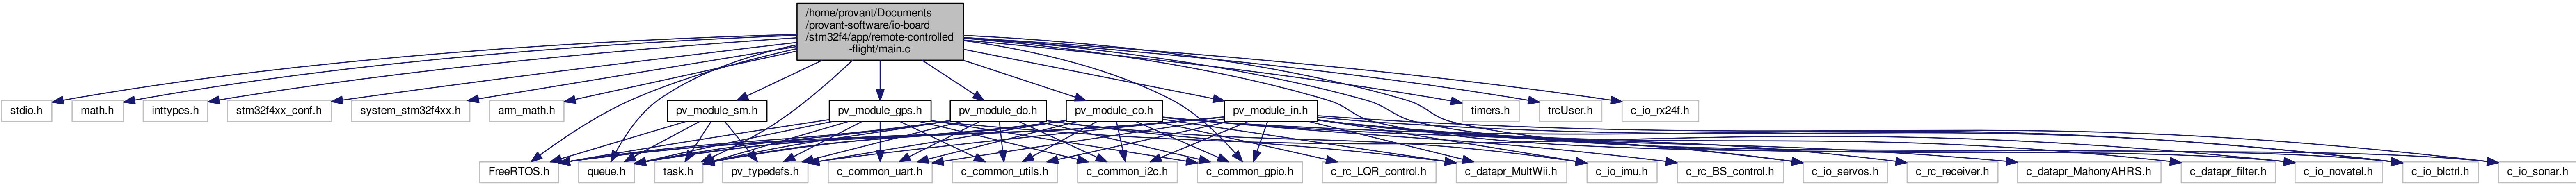 /home/provant/Documents
/provant-software/io-board
/stm32f4/app/remote-controlled
-flight/main.c
stdio.h
math.h
inttypes.h
stm32f4xx_conf.h
system_stm32f4xx.h
arm_math.h
pv_module_sm.h
pv_module_gps.h
pv_module_do.h
pv_module_co.h
pv_module_in.h
timers.h
trcUser.h
c_io_rx24f.h
FreeRTOS.h
queue.h
task.h
pv_typedefs.h
c_common_uart.h
c_common_utils.h
c_common_i2c.h
c_common_gpio.h
c_rc_LQR_control.h
c_datapr_MultWii.h
c_io_imu.h
c_rc_BS_control.h
c_io_servos.h
c_rc_receiver.h
c_datapr_MahonyAHRS.h
c_datapr_filter.h
c_io_novatel.h
c_io_blctrl.h
c_io_sonar.h